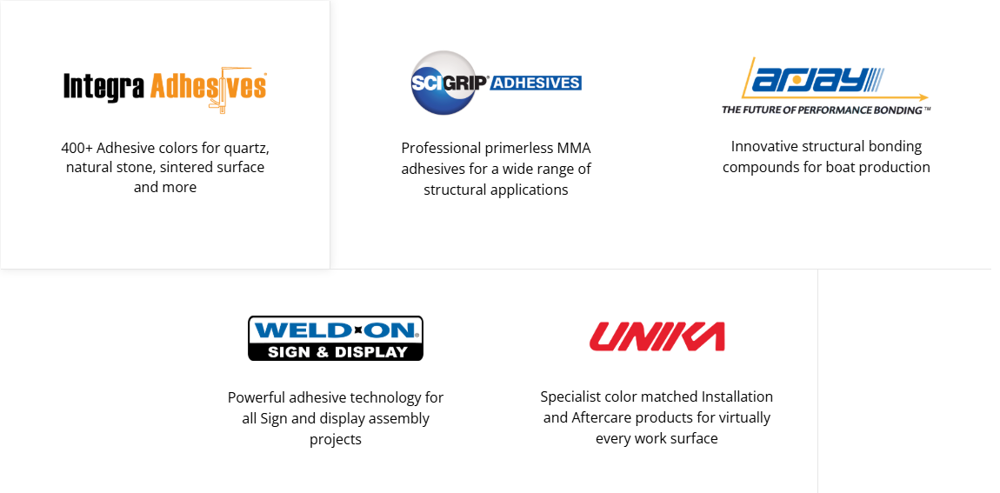 Integra Adhesives®
400+ Adhesive colors for quartz,
natural stone, sintered surface
and more
SCIGRIP® ADHESIVES
Professional primerless MMA
adhesives for a wide range of
structural applications
ARJAY
THE FUTURE OF PERFORMANCE BONDING™
Innovative structural bonding
compounds for boat production
WELD-ON®
SIGN & DISPLAY
Powerful adhesive technology for
all Sign and display assembly
projects
UNIKA
Specialist color matched Installation
and Aftercare products for virtually
every work surface